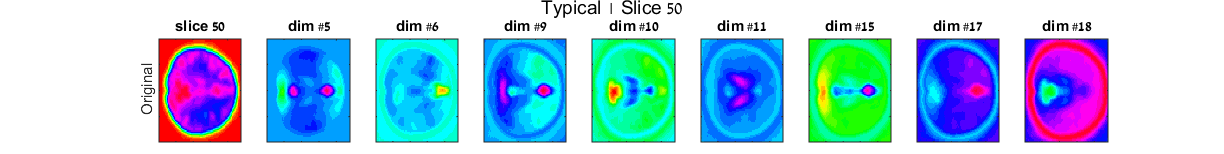 Typical | Slice 50
slice 50 dim #5 dim #6 dim #9 dim #10 dim #11 dim #15 dim #17 dim #18
Original